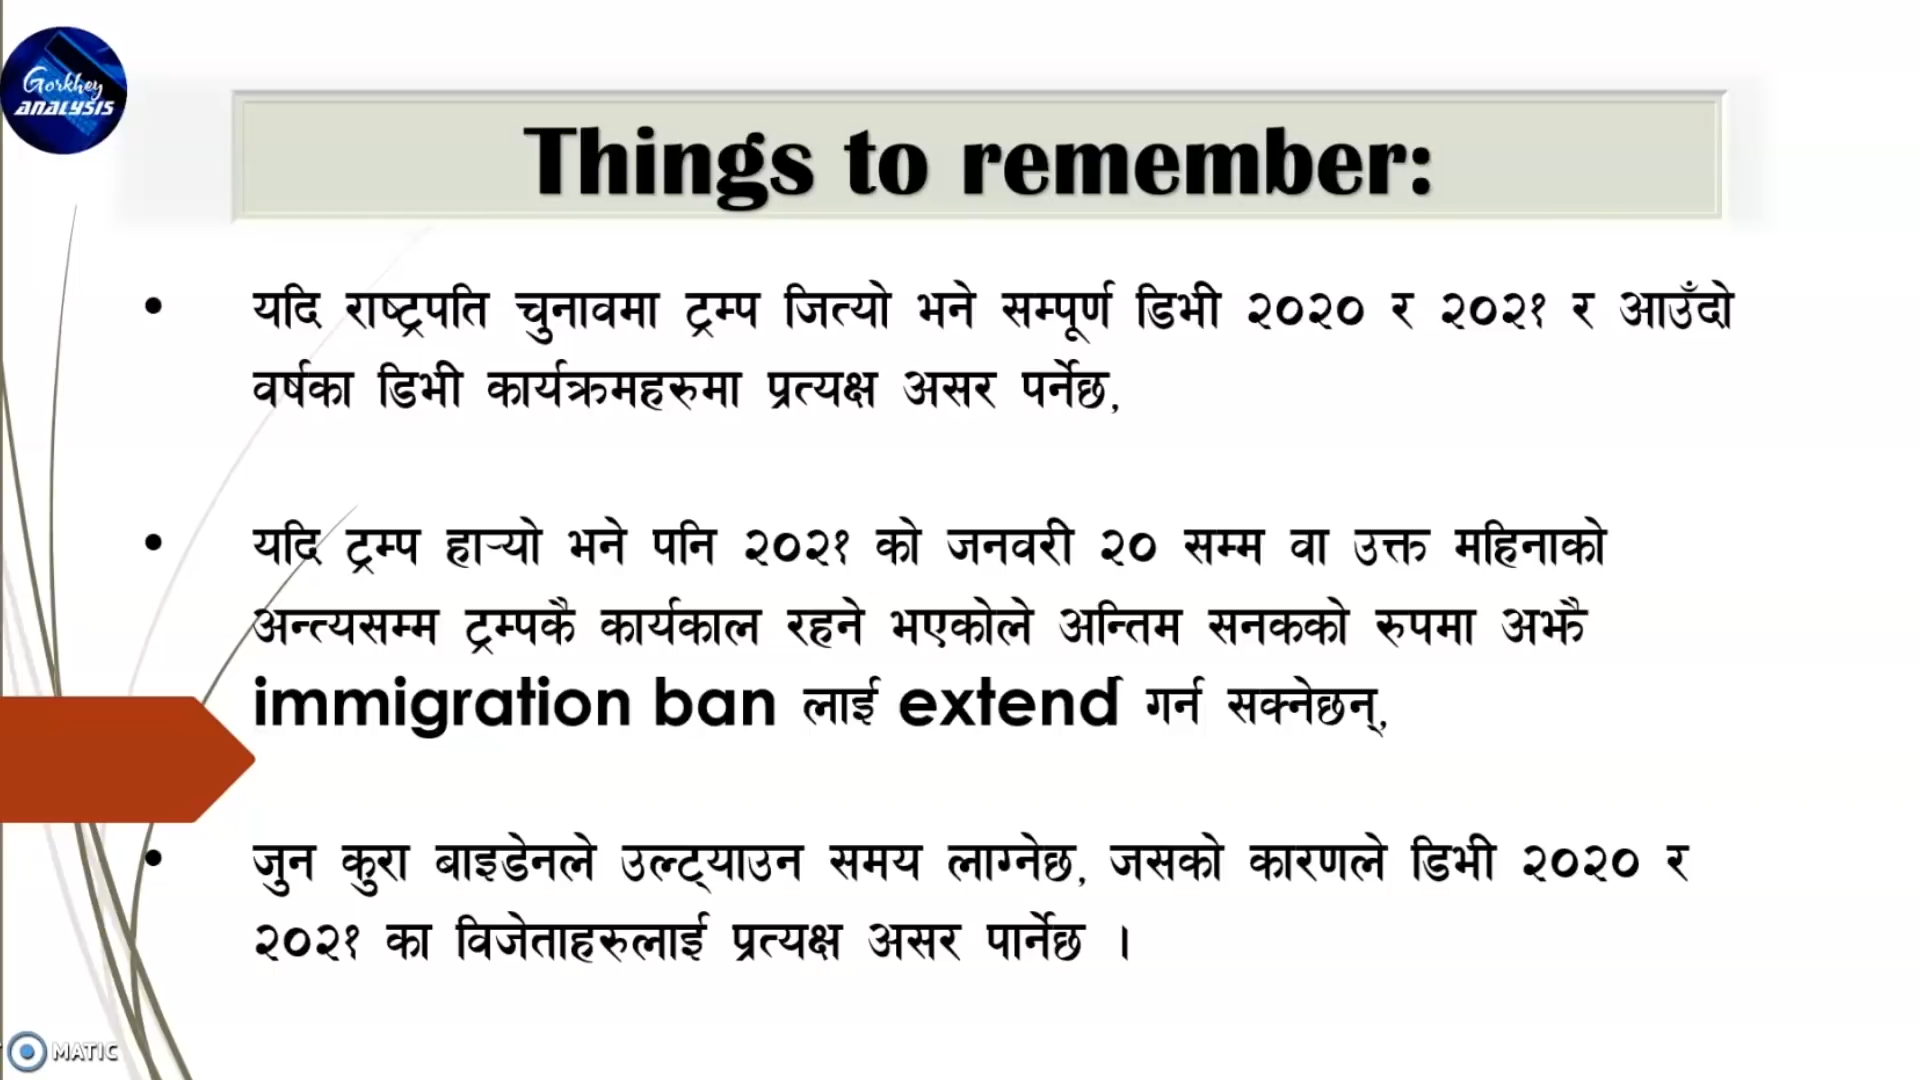 Gorkhey
ANALYSIS
Things to remember:
• यदि राष्ट्रपति चुनावमा ट्रम्प जित्यो भने सम्पूर्ण डिभी २०२० र २०२१ र आउँदो
वर्षका डिभी कार्यक्रमहरुमा प्रत्यक्ष असर पर्नेछ,
• यदि ट्रम्प हार्‍यो भने पनि २०२१ को जनवरी २० सम्म वा उक्त महिनाको
अन्त्यसम्म ट्रम्पकै कार्यकाल रहने भएकोले अन्तिम सनकको रुपमा अझै
immigration ban लाई extend गर्न सक्नेछन्,
• जुन कुरा बाइडेनले उल्ट्याउन समय लाग्नेछ, जसको कारणले डिभी २०२० र
२०२१ का विजेताहरुलाई प्रत्यक्ष असर पार्नेछ ।
MATIC